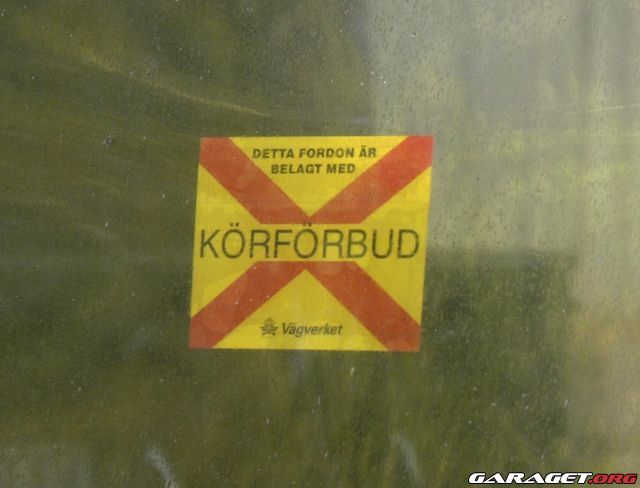 DETTA FORDON ÄR
BELAGT MED
KÖRFÖRBUD
Vägverket
GARAGET.ORG